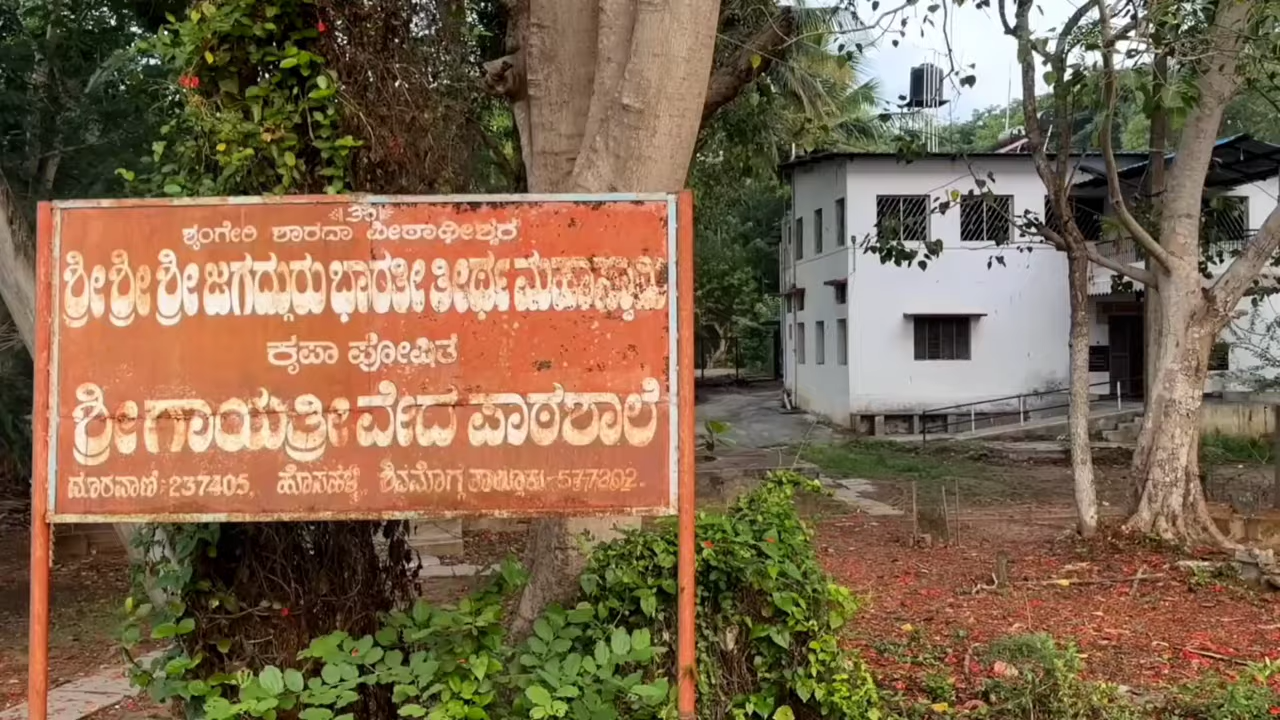 ಓಂ
ಶೃಂಗೇರಿ ಶಾರದಾ ಪೀಠಾಧೀಶ್ವರ
ಶ್ರೀ ಶ್ರೀ ಶ್ರೀ ಜಗದ್ಗುರು ಭಾರತೀ ತೀರ್ಥ ಮಹಾಸ್ವಾಮಿ
ಕೃಪಾ ಪೋಷಿತ
ಶ್ರೀ ಗಾಯತ್ರೀ ವೇದ ಪಾಠಶಾಲೆ
ದೂರವಾಣಿ:237405, ಹೊಸಹಳ್ಳಿ, ಶಿವಮೊಗ್ಗ ತಾಲ್ಲೂಕು-577202.